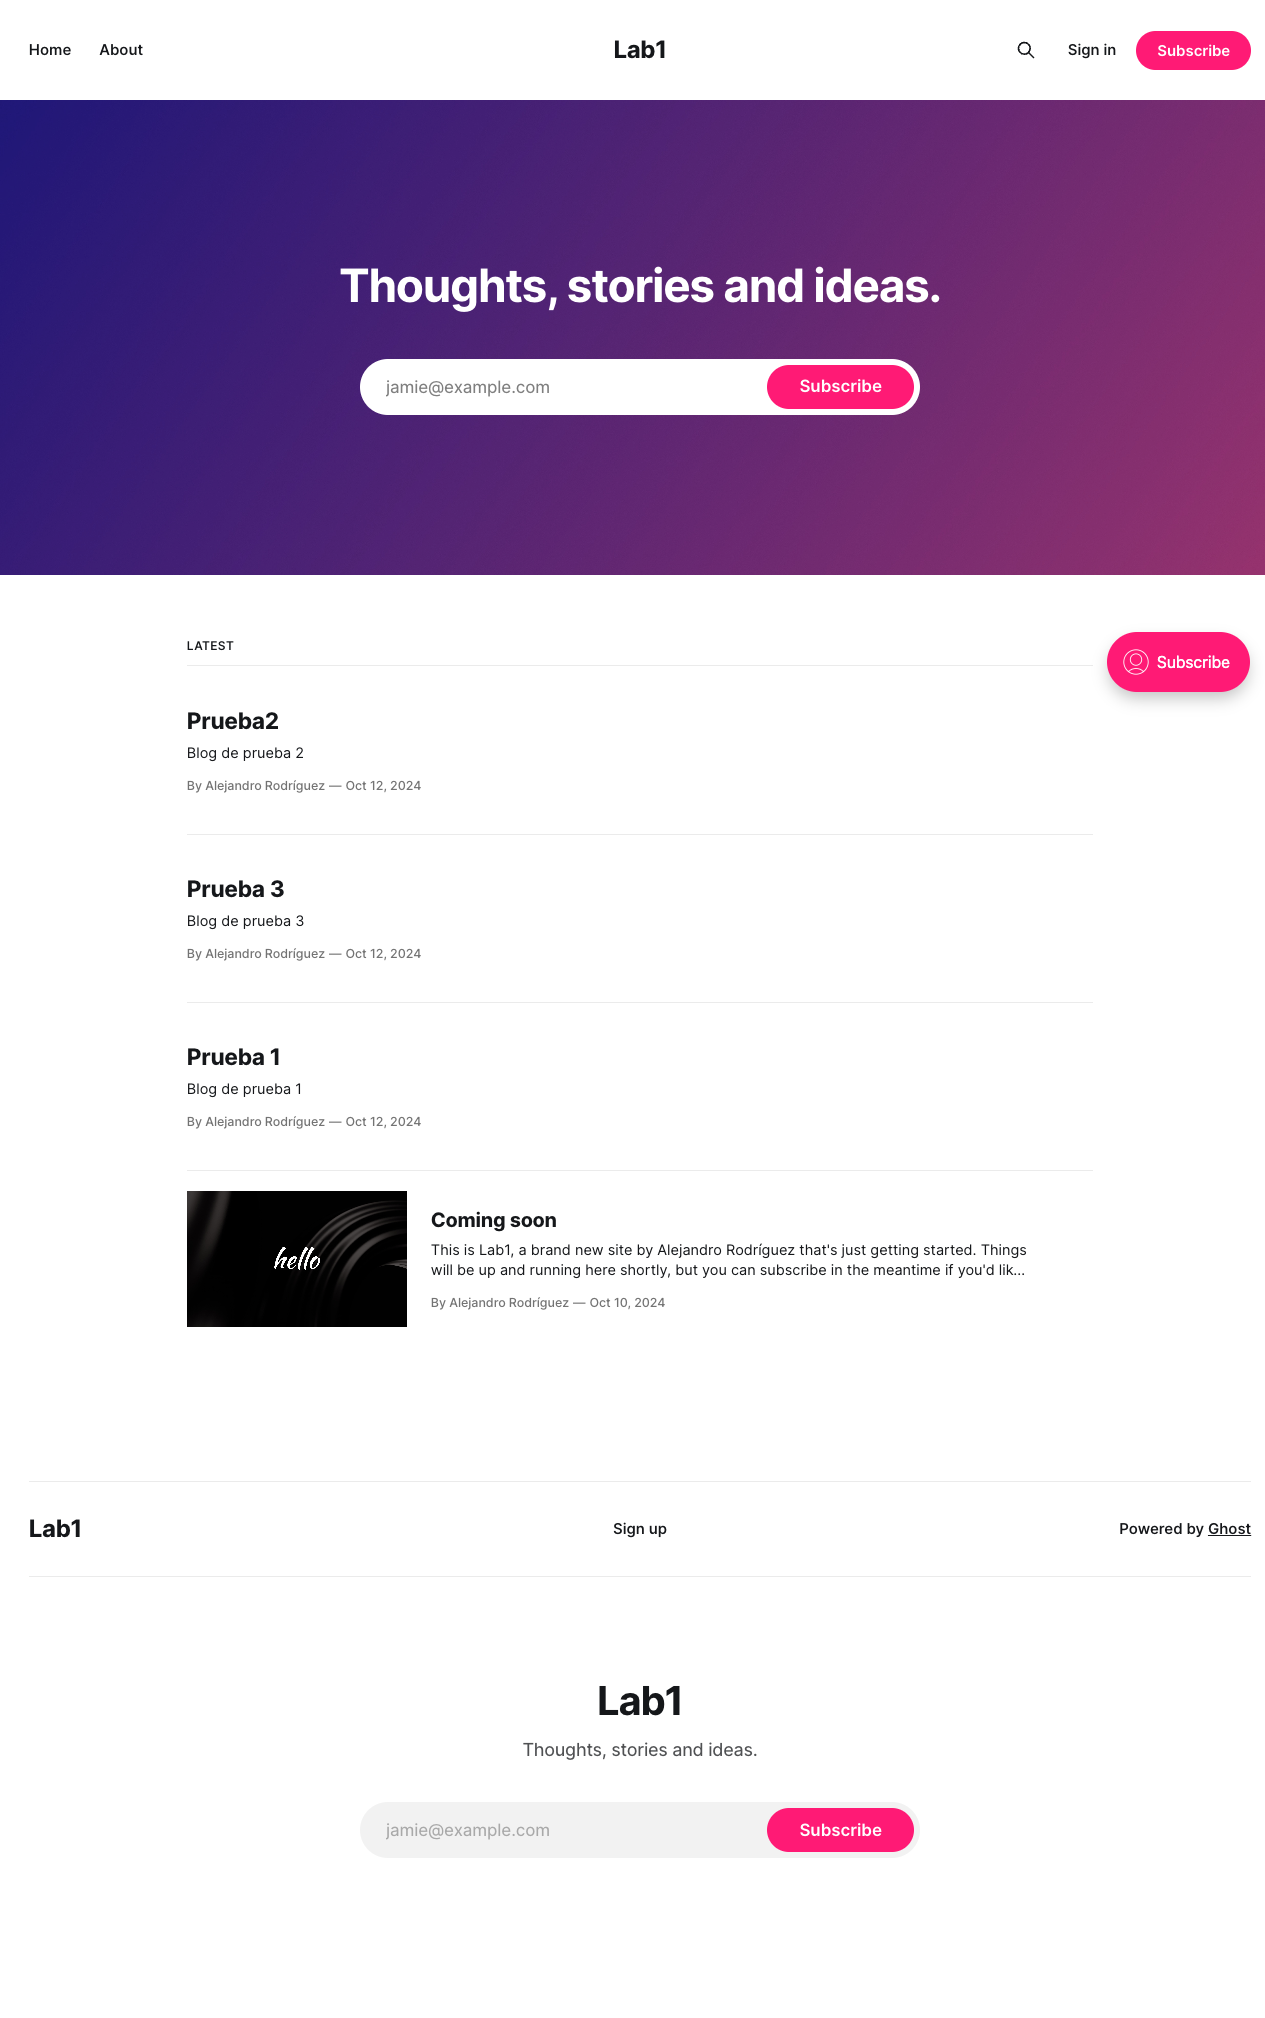 Home About Lab1 Sign in Subscribe
Thoughts, stories and ideas.
jamie@example.com Subscribe
LATEST
Subscribe
Prueba2
Blog de prueba 2
By Alejandro Rodríguez — Oct 12, 2024
Prueba 3
Blog de prueba 3
By Alejandro Rodríguez — Oct 12, 2024
Prueba 1
Blog de prueba 1
By Alejandro Rodríguez — Oct 12, 2024
hello
Coming soon
This is Lab1, a brand new site by Alejandro Rodríguez that's just getting started. Things
will be up and running here shortly, but you can subscribe in the meantime if you'd lik...
By Alejandro Rodríguez — Oct 10, 2024
Lab1 Sign up Powered by Ghost
Lab1
Thoughts, stories and ideas.
jamie@example.com Subscribe